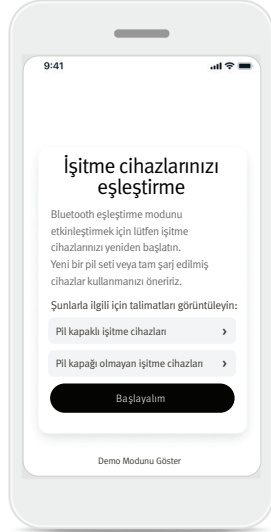 9:41
İşitme cihazlarınızı
eşleştirme
Bluetooth eşleştirme modunu
etkinleştirmek için lütfen işitme
cihazlarınızı yeniden başlatın.
Yeni bir pil seti veya tam şarj edilmiş
cihazlar kullanmanızı öneririz.
Şunlarla ilgili için talimatları görüntüleyin:
Pil kapaklı işitme cihazları
Pil kapağı olmayan işitme cihazları
Başlayalım
Demo Modunu Göster